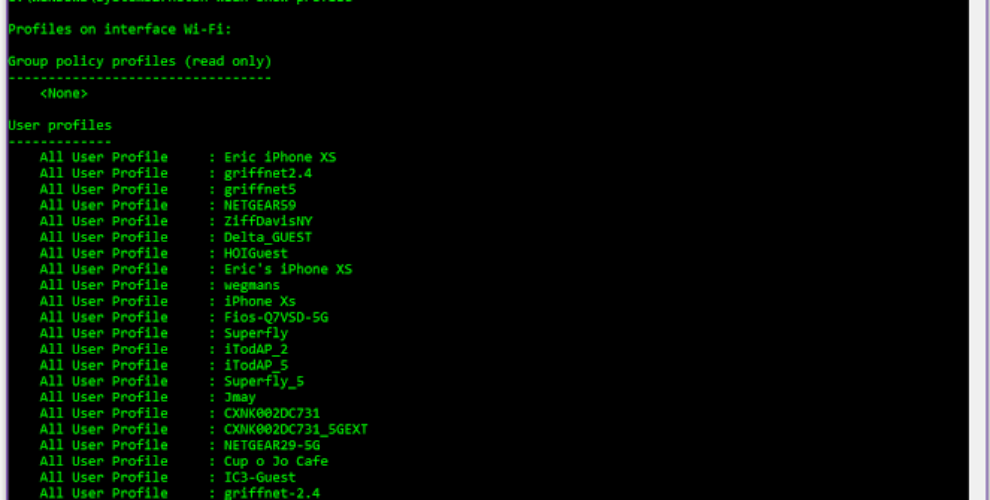 Profiles on interface Wi-Fi:
Group policy profiles (read only)
---------------------------------
<None>
User profiles
-------------
All User Profile : Eric iPhone XS
All User Profile : griffnet2.4
All User Profile : griffnet5
All User Profile : NETGEAR59
All User Profile : ZiffDavisNY
All User Profile : Delta_GUEST
All User Profile : HOIGuest
All User Profile : Eric's iPhone XS
All User Profile : wegmans
All User Profile : iPhone Xs
All User Profile : Fios-Q7VSD-5G
All User Profile : Superfly
All User Profile : iTodAP_2
All User Profile : iTodAP_5
All User Profile : Superfly_5
All User Profile : Jmay
All User Profile : CXNK002DC731
All User Profile : CXNK002DC731_5GEXT
All User Profile : NETGEAR29-5G
All User Profile : Cup o Jo Cafe
All User Profile : IC3-Guest
All User Profile : griffnet-2.4